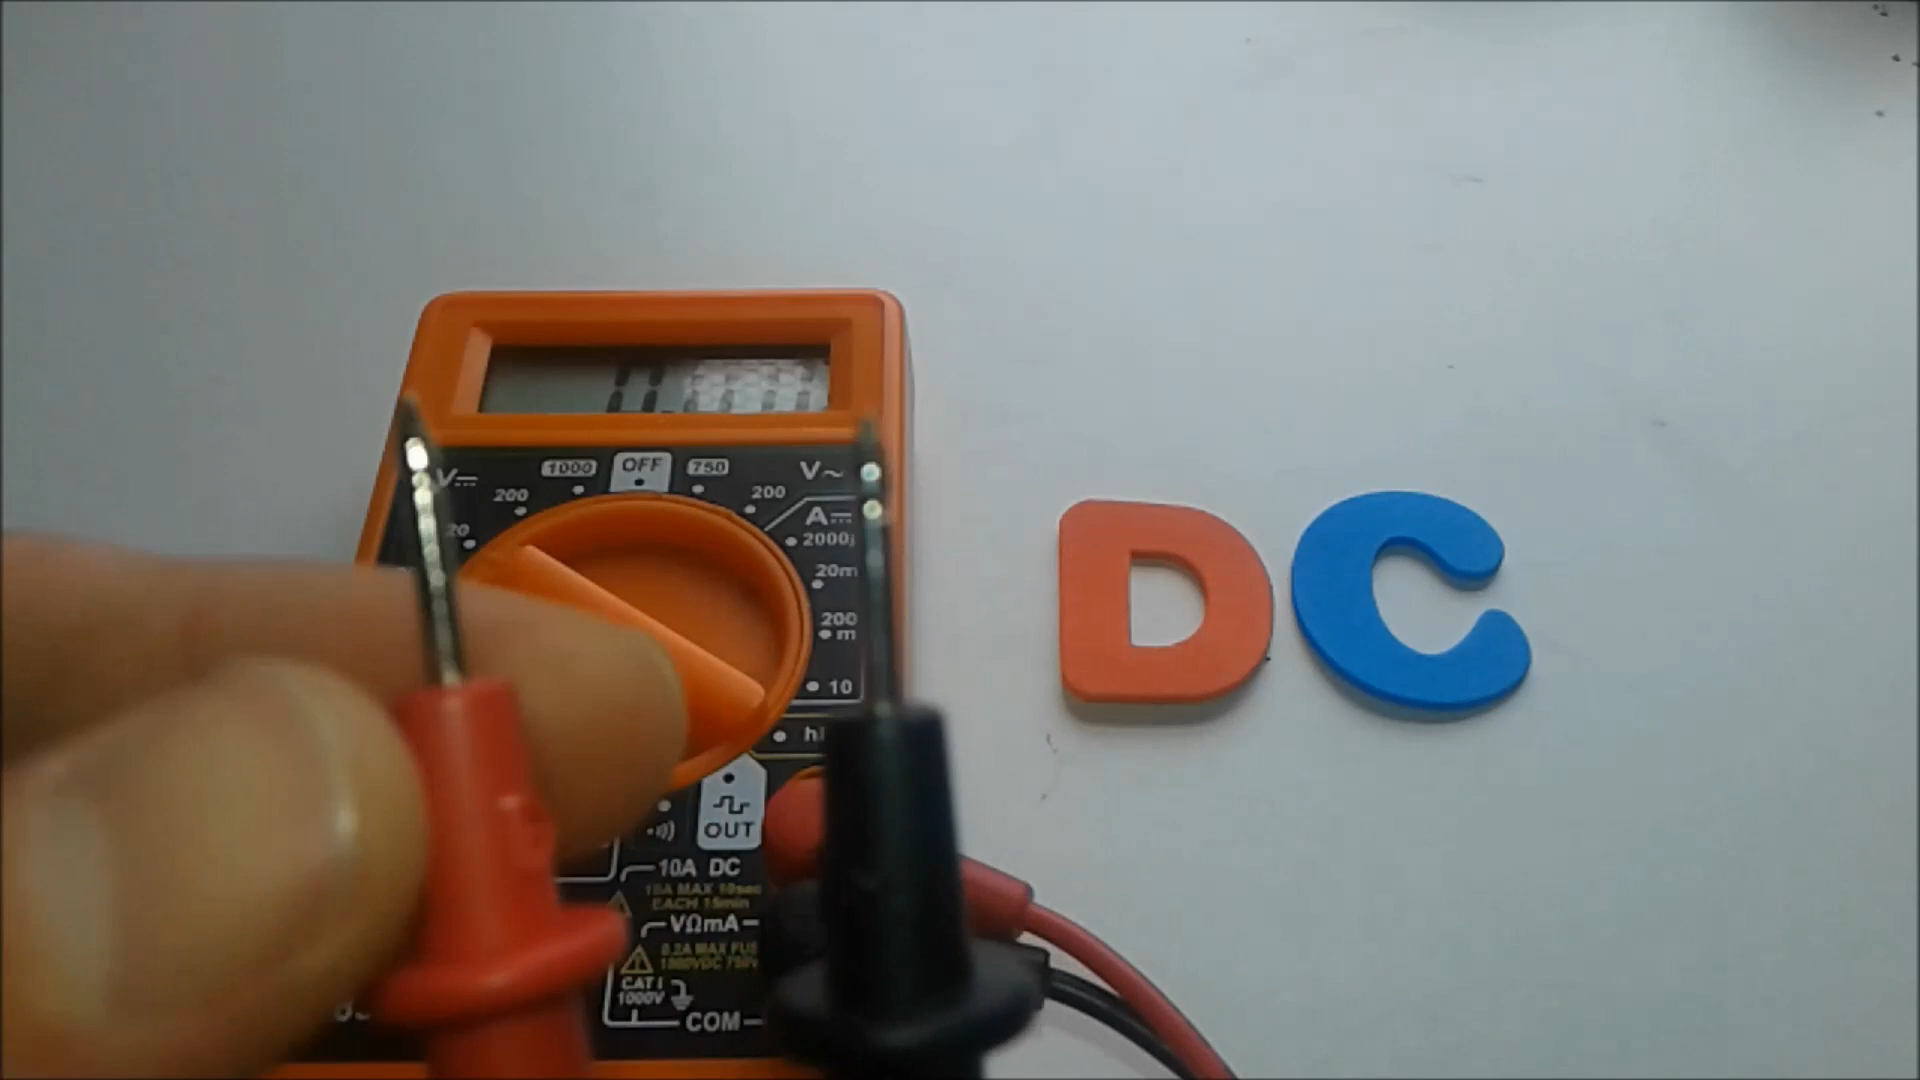 V⎓ 1000 OFF 750 V~
200 200
20 A⎓
20m
200
m
10
OUT
10A DC
10A MAX 10sec
EACH 15min
VΩmA
CAT I
1000V
COM
DC